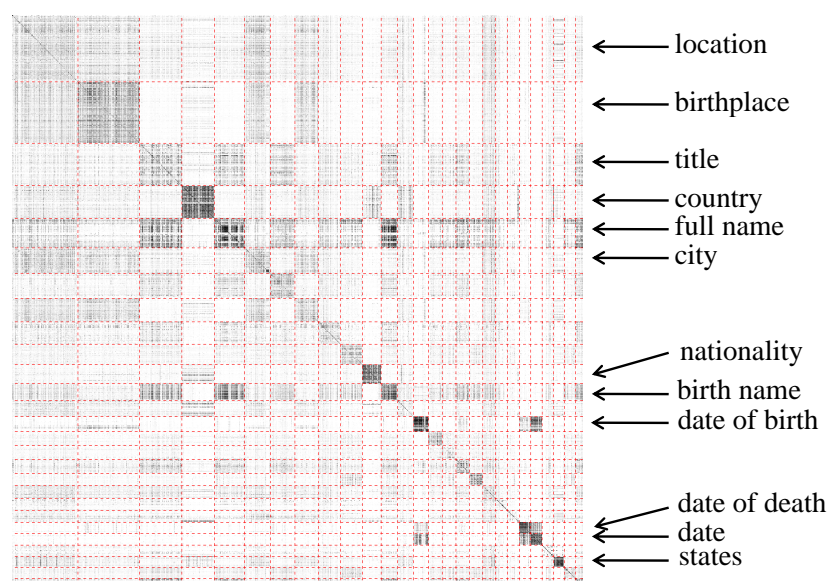 location
birthplace
title
country
full name
city
nationality
birth name
date of birth
date of death
date
states